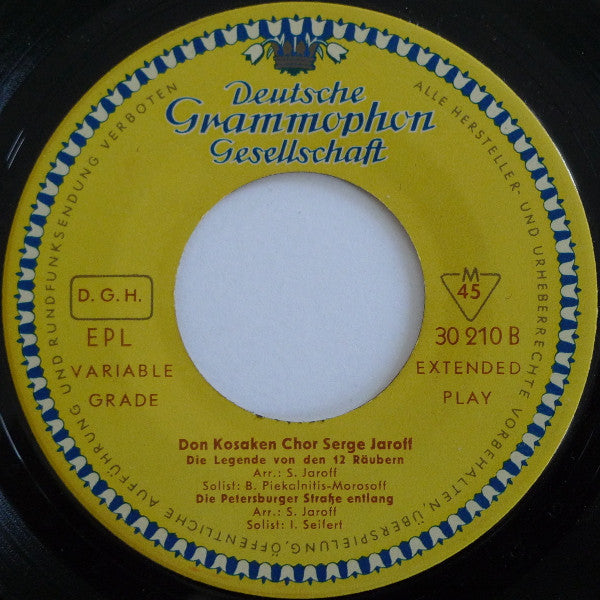 Deutsche
Grammophon
Gesellschaft
ALLE HERSTELLER- UND URHEBERRECHTE VORBEHALTEN, ÜBERSPIELUNG, ÖFFENTLICHE AUFFÜHRUNG UND RUNDFUNKSENDUNG VERBOTEN
D. G. H.
EPL
VARIABLE
GRADE
M
45
30 210 B
EXTENDED
PLAY
Don Kosaken Chor Serge Jaroff
Die Legende von den 12 Räubern
Arr.: S. Jaroff
Solist: B. Piekalnitis-Morosoff
Die Petersburger Straße entlang
Arr.: S. Jaroff
Solist: I. Seifert